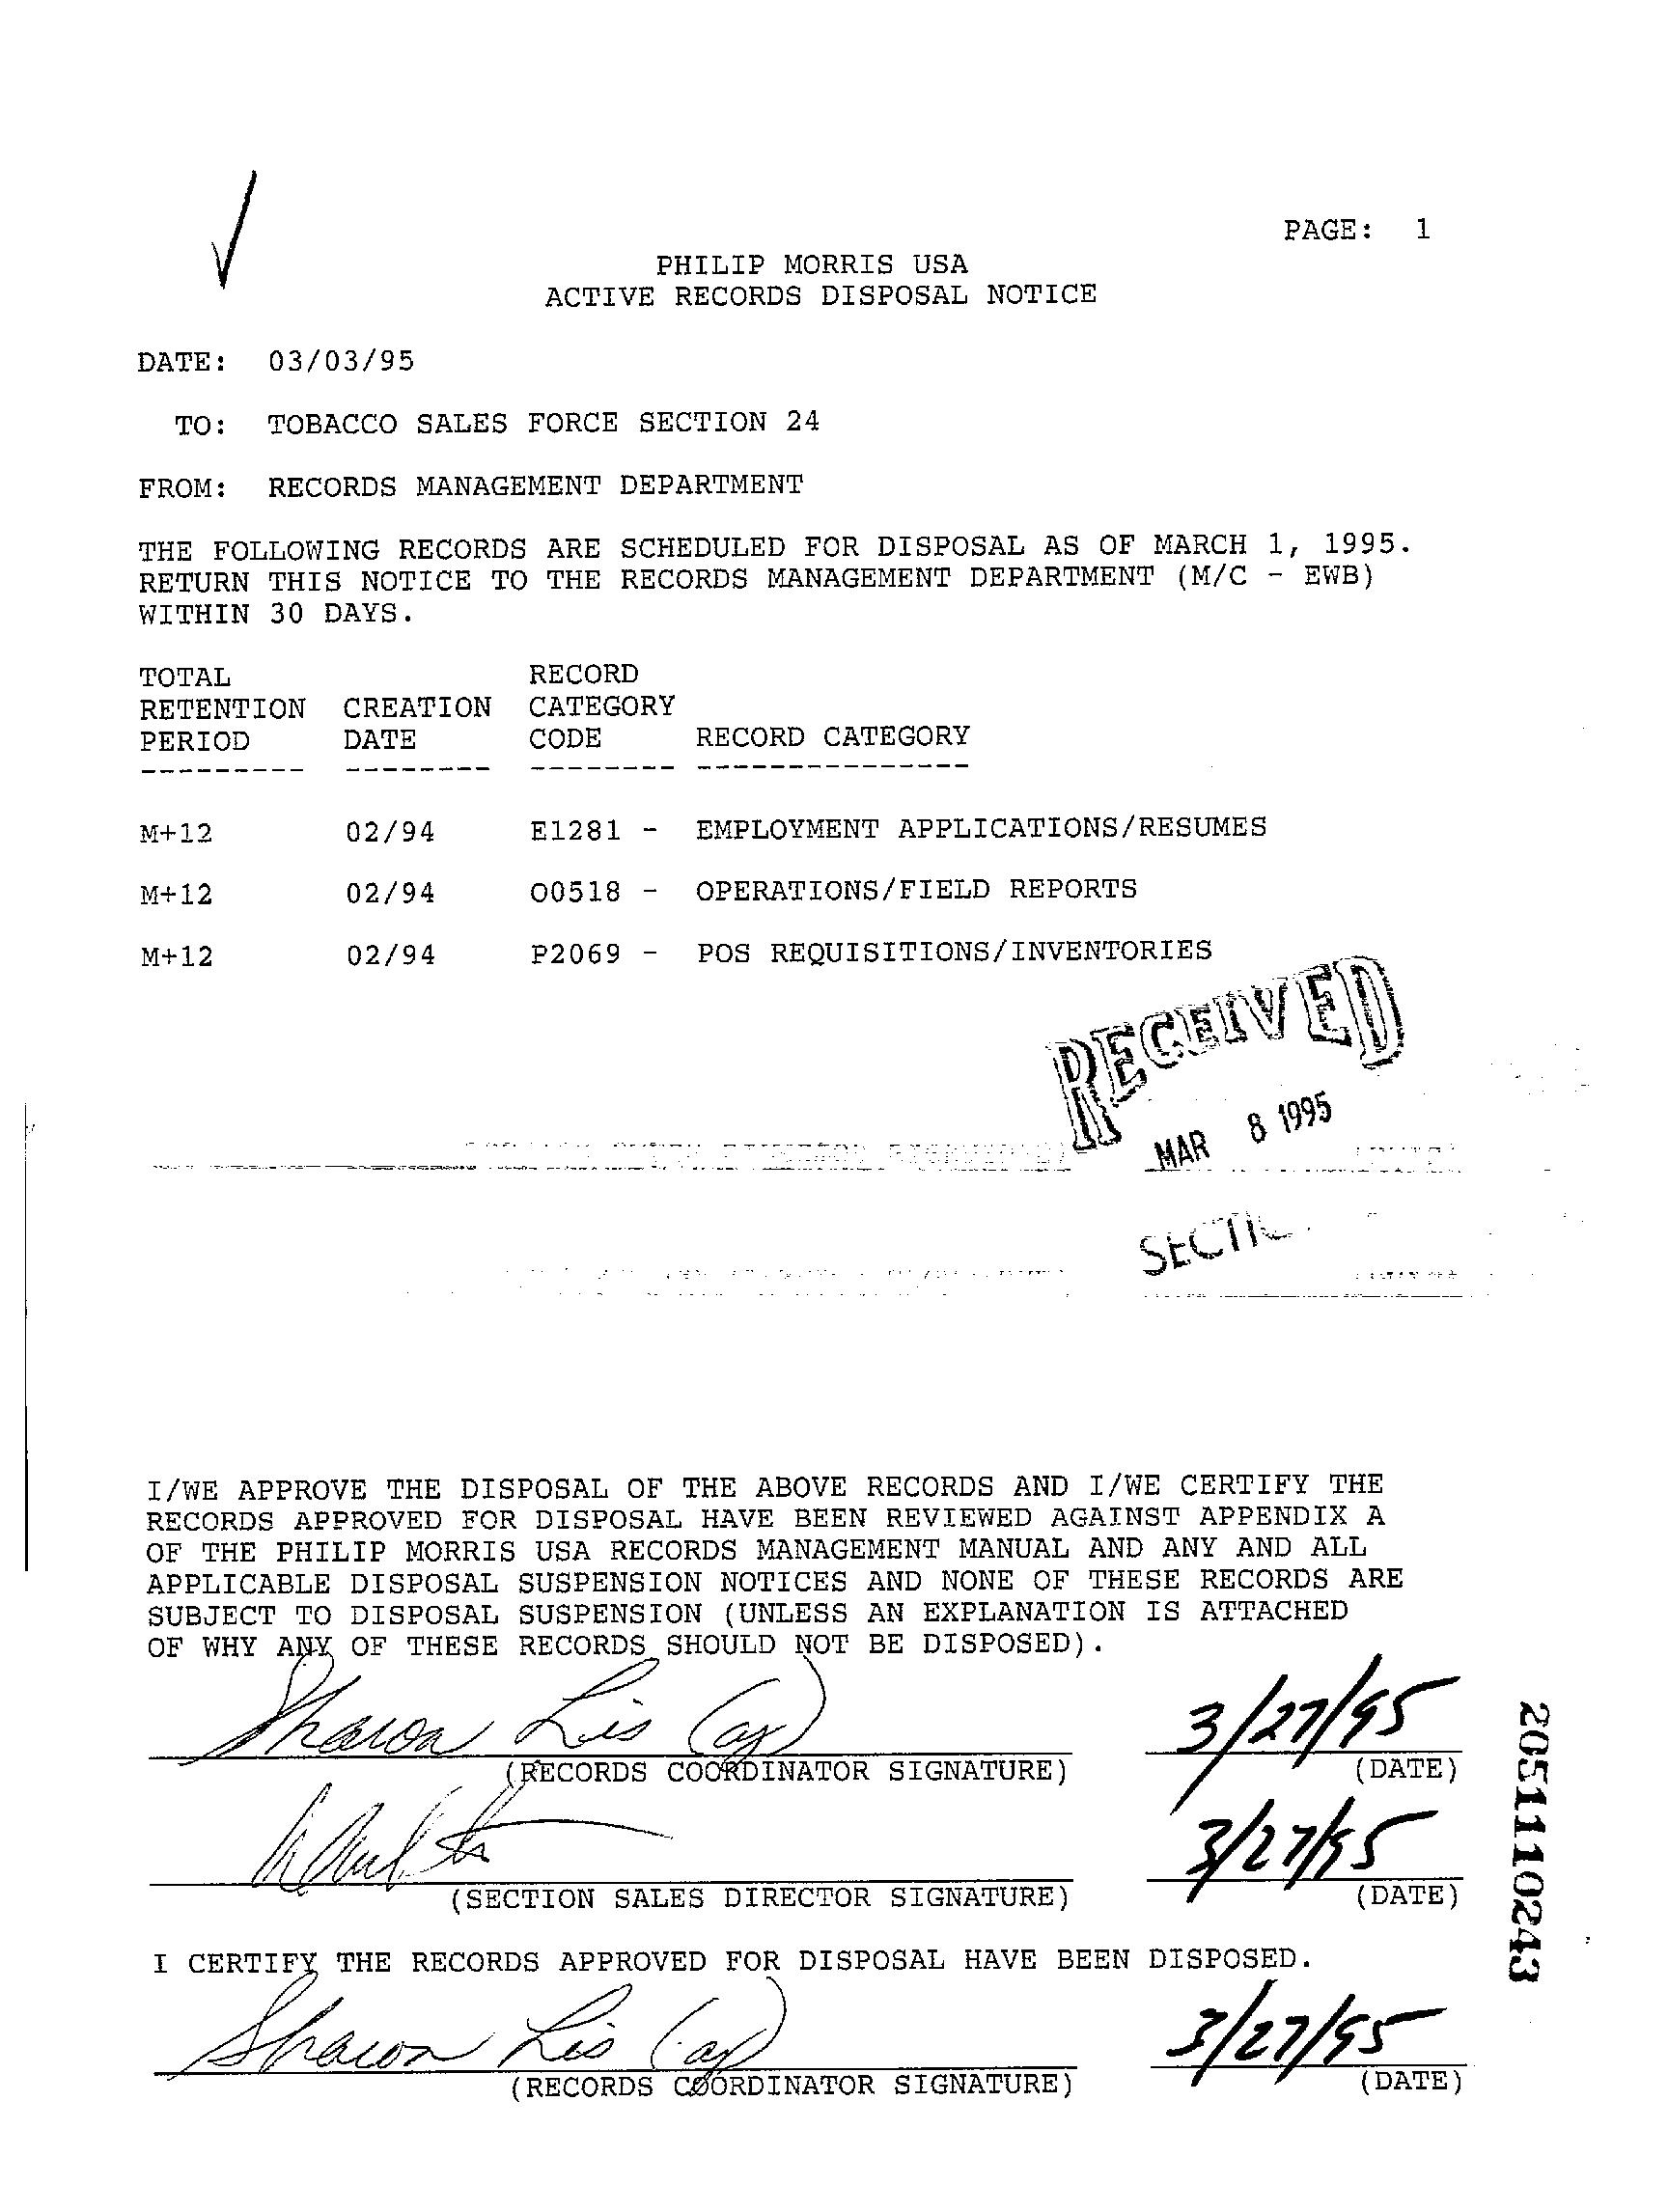 PAGE: 1
PHILIP MORRIS USA
ACTIVE RECORDS DISPOSAL NOTICE
DATE: 03/03/95
TO: TOBACCO SALES FORCE SECTION 24
FROM: RECORDS MANAGEMENT DEPARTMENT
THE FOLLOWING RECORDS ARE SCHEDULED FOR DISPOSAL AS OF MARCH 1, 1995.
RETURN THIS NOTICE TO THE RECORDS MANAGEMENT DEPARTMENT (M/C - EWB)
WITHIN 30 DAYS.
TOTAL RECORD
RETENTION CREATION CATEGORY
PERIOD DATE CODE RECORD CATEGORY
M+12 02/94 E1281 - EMPLOYMENT APPLICATIONS/RESUMES
M+12 02/94 O0518 - OPERATIONS/FIELD REPORTS
M+12 02/94 P2069 - POS REQUISITIONS/INVENTORIES
RECEIVED
MAR 8 1995
I/WE APPROVE THE DISPOSAL OF THE ABOVE RECORDS AND I/WE CERTIFY THE
RECORDS APPROVED FOR DISPOSAL HAVE BEEN REVIEWED AGAINST APPENDIX A
OF THE PHILIP MORRIS USA RECORDS MANAGEMENT MANUAL AND ANY AND ALL
APPLICABLE DISPOSAL SUSPENSION NOTICES AND NONE OF THESE RECORDS ARE
SUBJECT TO DISPOSAL SUSPENSION (UNLESS AN EXPLANATION IS ATTACHED
OF WHY ANY OF THESE RECORDS SHOULD NOT BE DISPOSED).
Sharon Lis 3/27/95
(RECORDS COORDINATOR SIGNATURE) (DATE)
3/27/95
(SECTION SALES DIRECTOR SIGNATURE) (DATE)
I CERTIFY THE RECORDS APPROVED FOR DISPOSAL HAVE BEEN DISPOSED.
Sharon Lis 3/27/95
(RECORDS COORDINATOR SIGNATURE) (DATE)
2051110243